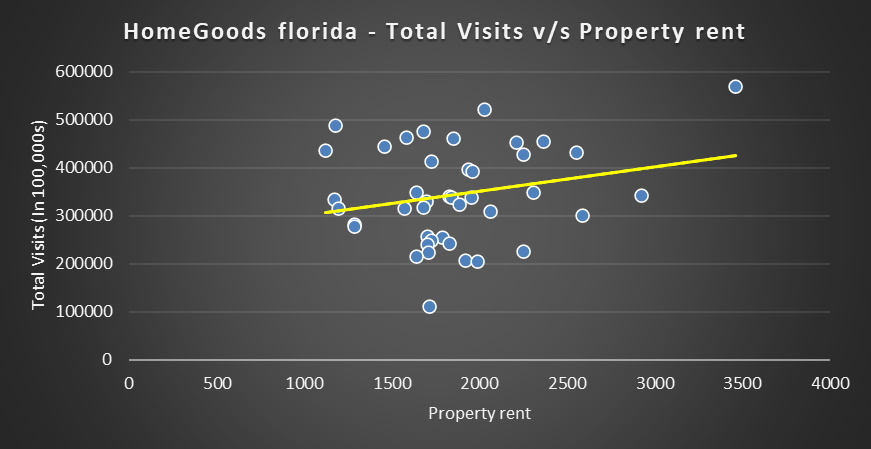 HomeGoods florida - Total Visits v/s Property rent
Total Visits (In 100,000s)
600000
500000
400000
300000
200000
100000
0
0 500 1000 1500 2000 2500 3000 3500 4000
Property rent